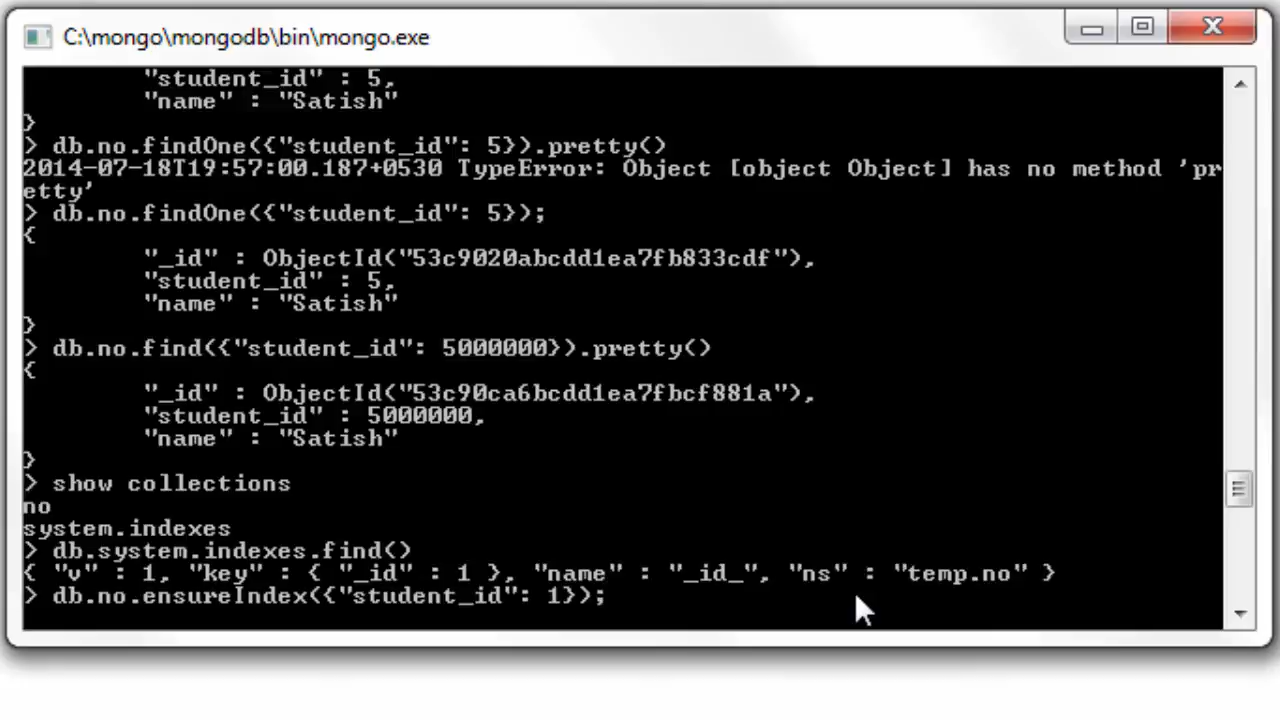 C:\mongo\mongodb\bin\mongo.exe
"student_id" : 5,
"name" : "Satish"
}
> db.no.findOne({"student_id": 5}).pretty()
2014-07-18T19:57:00.187+0530 TypeError: Object [object Object] has no method 'pr
etty'
> db.no.findOne({"student_id": 5});
{
"_id" : ObjectId("53c9020abcdd1ea7fb833cdf"),
"student_id" : 5,
"name" : "Satish"
}
> db.no.find({"student_id": 5000000}).pretty()
{
"_id" : ObjectId("53c90ca6bcdd1ea7fbcf881a"),
"student_id" : 5000000,
"name" : "Satish"
}
> show collections
no
system.indexes
> db.system.indexes.find()
{ "v" : 1, "key" : { "_id" : 1 }, "name" : "_id_", "ns" : "temp.no" }
> db.no.ensureIndex({"student_id": 1});